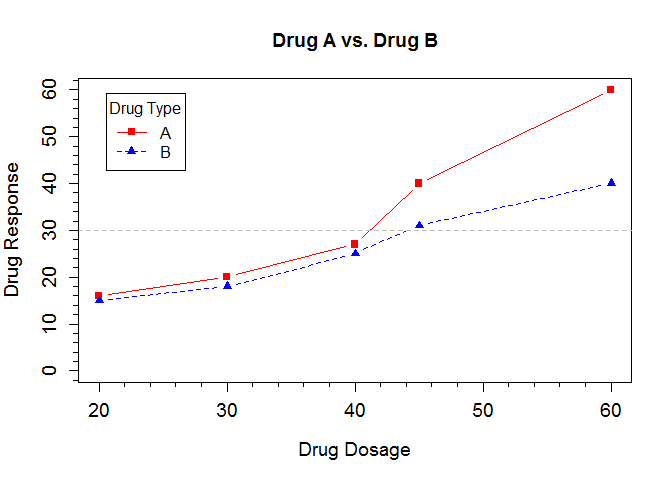 Drug A vs. Drug B
Drug Type
A
B
Drug Response
60
50
40
30
20
10
0
20 30 40 50 60
Drug Dosage